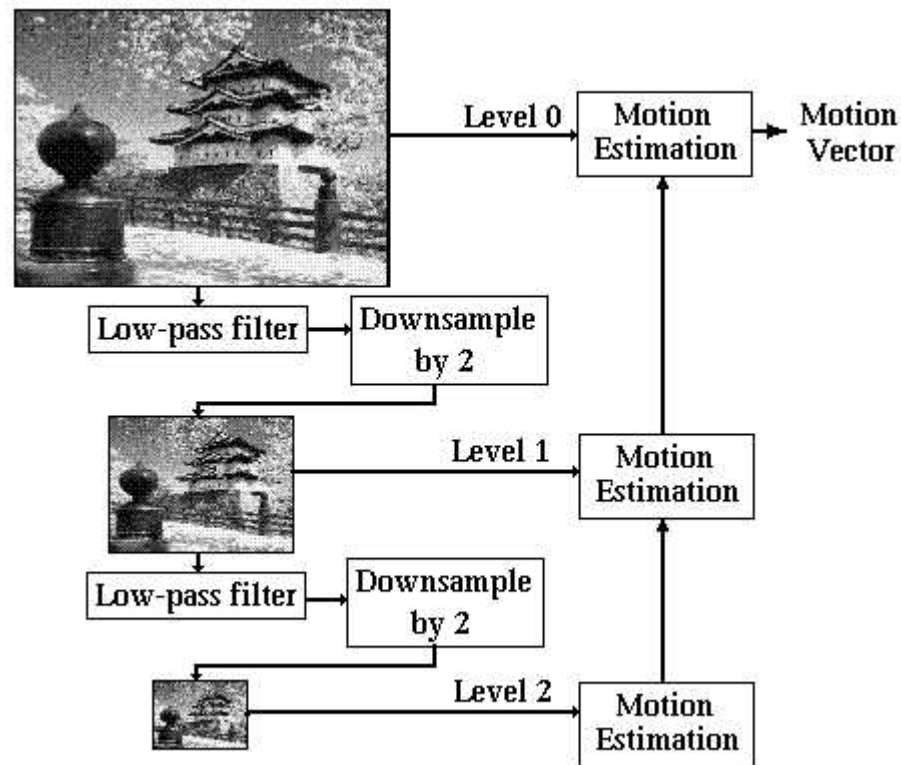 Level 0
Motion
Estimation
Motion
Vector
Low-pass filter
Downsample
by 2
Level 1
Motion
Estimation
Low-pass filter
Downsample
by 2
Level 2
Motion
Estimation